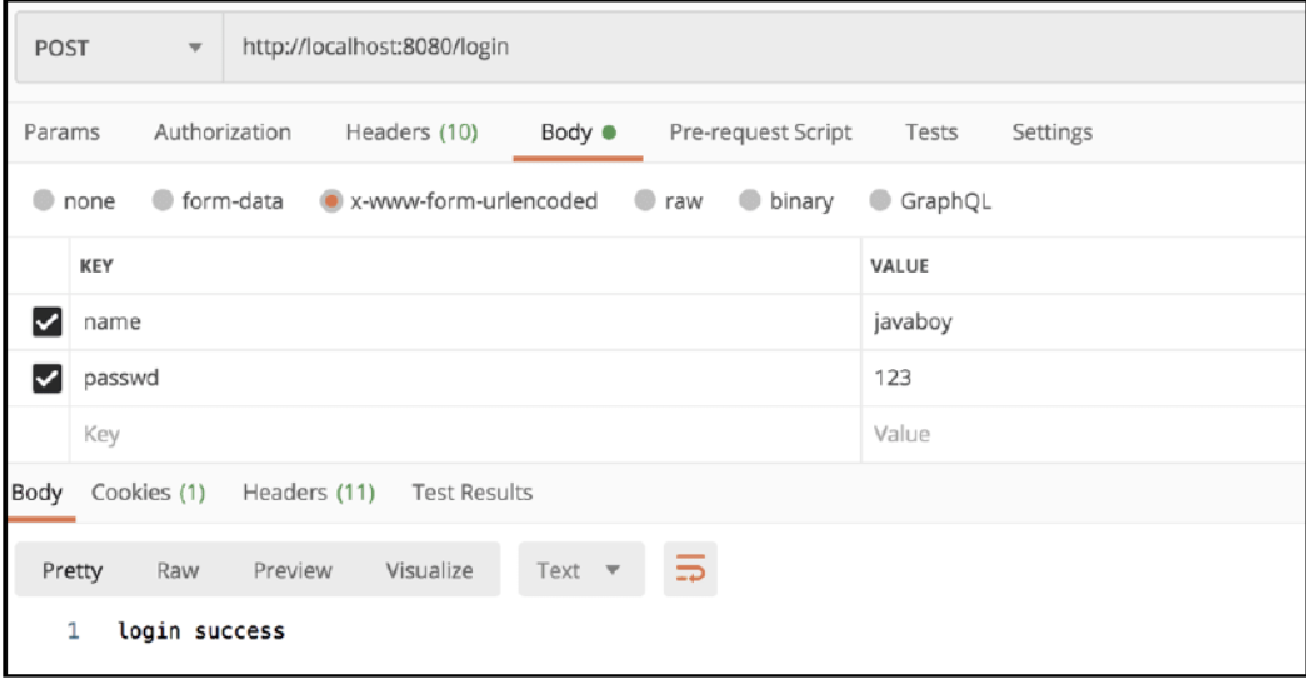 POST http://localhost:8080/login
Params Authorization Headers (10) Body Pre-request Script Tests Settings
none form-data x-www-form-urlencoded raw binary GraphQL
KEY VALUE
name javaboy
passwd 123
Key Value
Body Cookies (1) Headers (11) Test Results
Pretty Raw Preview Visualize Text
1 login success